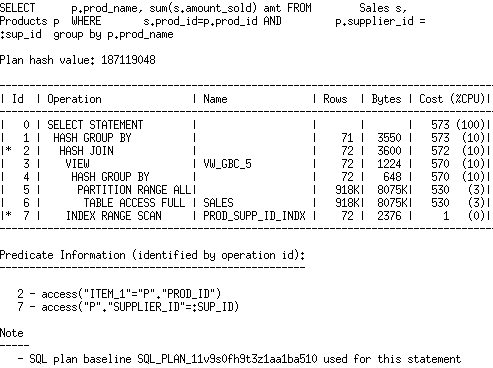 SELECT       p.prod_name, sum(s.amount_sold) amt FROM       Sales s,
Products p  WHERE      s.prod_id=p.prod_id AND        p.supplier_id =
:sup_id  group by p.prod_name

Plan hash value: 187119048

------------------------------------------------------------------------
| Id  | Operation              | Name              | Rows  | Bytes | Cost (%CPU)|
------------------------------------------------------------------------
|   0 | SELECT STATEMENT       |                   |       |       |   573 (100)|
|   1 |  HASH GROUP BY         |                   |    71 |  3550 |   573  (10)|
|*  2 |   HASH JOIN            |                   |    72 |  3600 |   572  (10)|
|   3 |    VIEW                | VW_GBC_5          |    72 |  1224 |   570  (10)|
|   4 |     HASH GROUP BY      |                   |    72 |   648 |   570  (10)|
|   5 |      PARTITION RANGE ALL|                   |   918K|  8075K|   530   (3)|
|   6 |       TABLE ACCESS FULL | SALES             |   918K|  8075K|   530   (3)|
|*  7 |    INDEX RANGE SCAN    | PROD_SUPP_ID_INDX |    72 |  2376 |     1   (0)|
------------------------------------------------------------------------

Predicate Information (identified by operation id):
---------------------------------------------------

   2 - access("ITEM_1"="P"."PROD_ID")
   7 - access("P"."SUPPLIER_ID"=:SUP_ID)

Note
-----
   - SQL plan baseline SQL_PLAN_11v9s0fh9t3z1aa1ba510 used for this statement